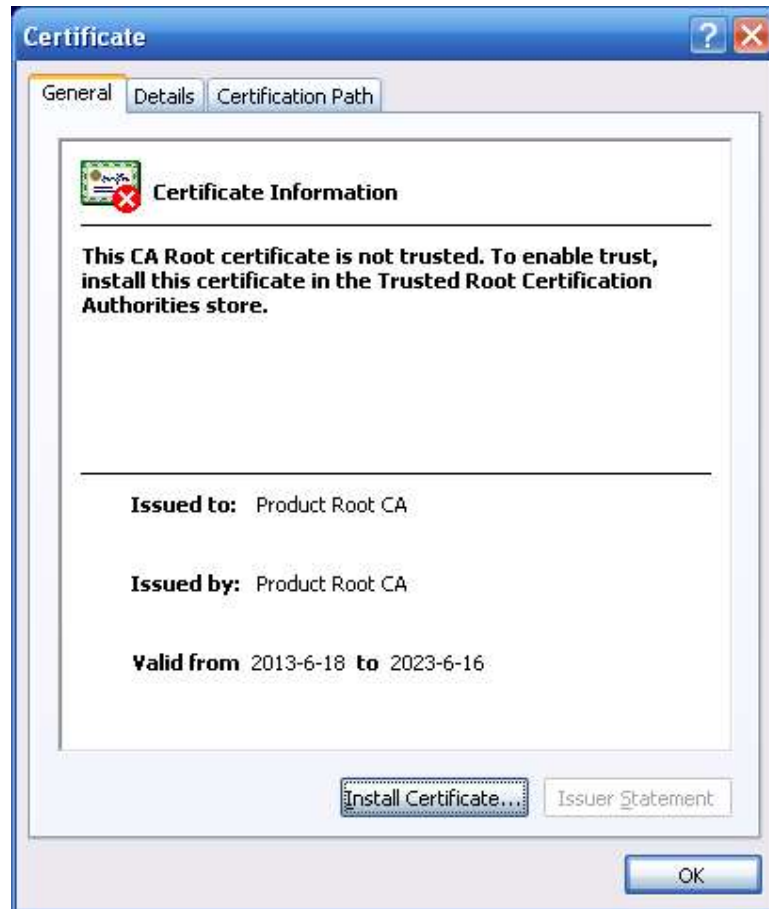 Certificate
General Details Certification Path
Certificate Information
This CA Root certificate is not trusted. To enable trust,
install this certificate in the Trusted Root Certification
Authorities store.
Issued to: Product Root CA
Issued by: Product Root CA
Valid from 2013-6-18 to 2023-6-16
Install Certificate... Issuer Statement
OK